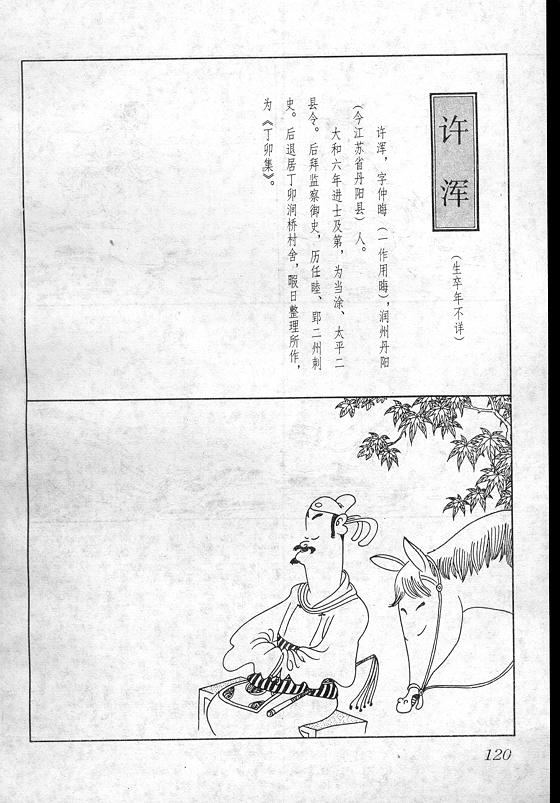 许浑
(生卒年不详)
许浑，字仲晦(一作用晦)，润州丹阳
(今江苏省丹阳县)人。
大和六年进士及第，为当涂、太平二
县令。后拜监察御史，历任睦、郢二州刺
史。后退居丁卯涧桥村舍，暇日整理所作，
为《丁卯集》。
120